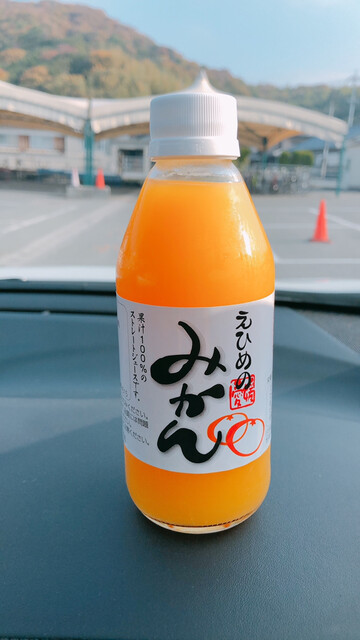 えひめの
みかん
果汁100%の
ストレートジュースです。